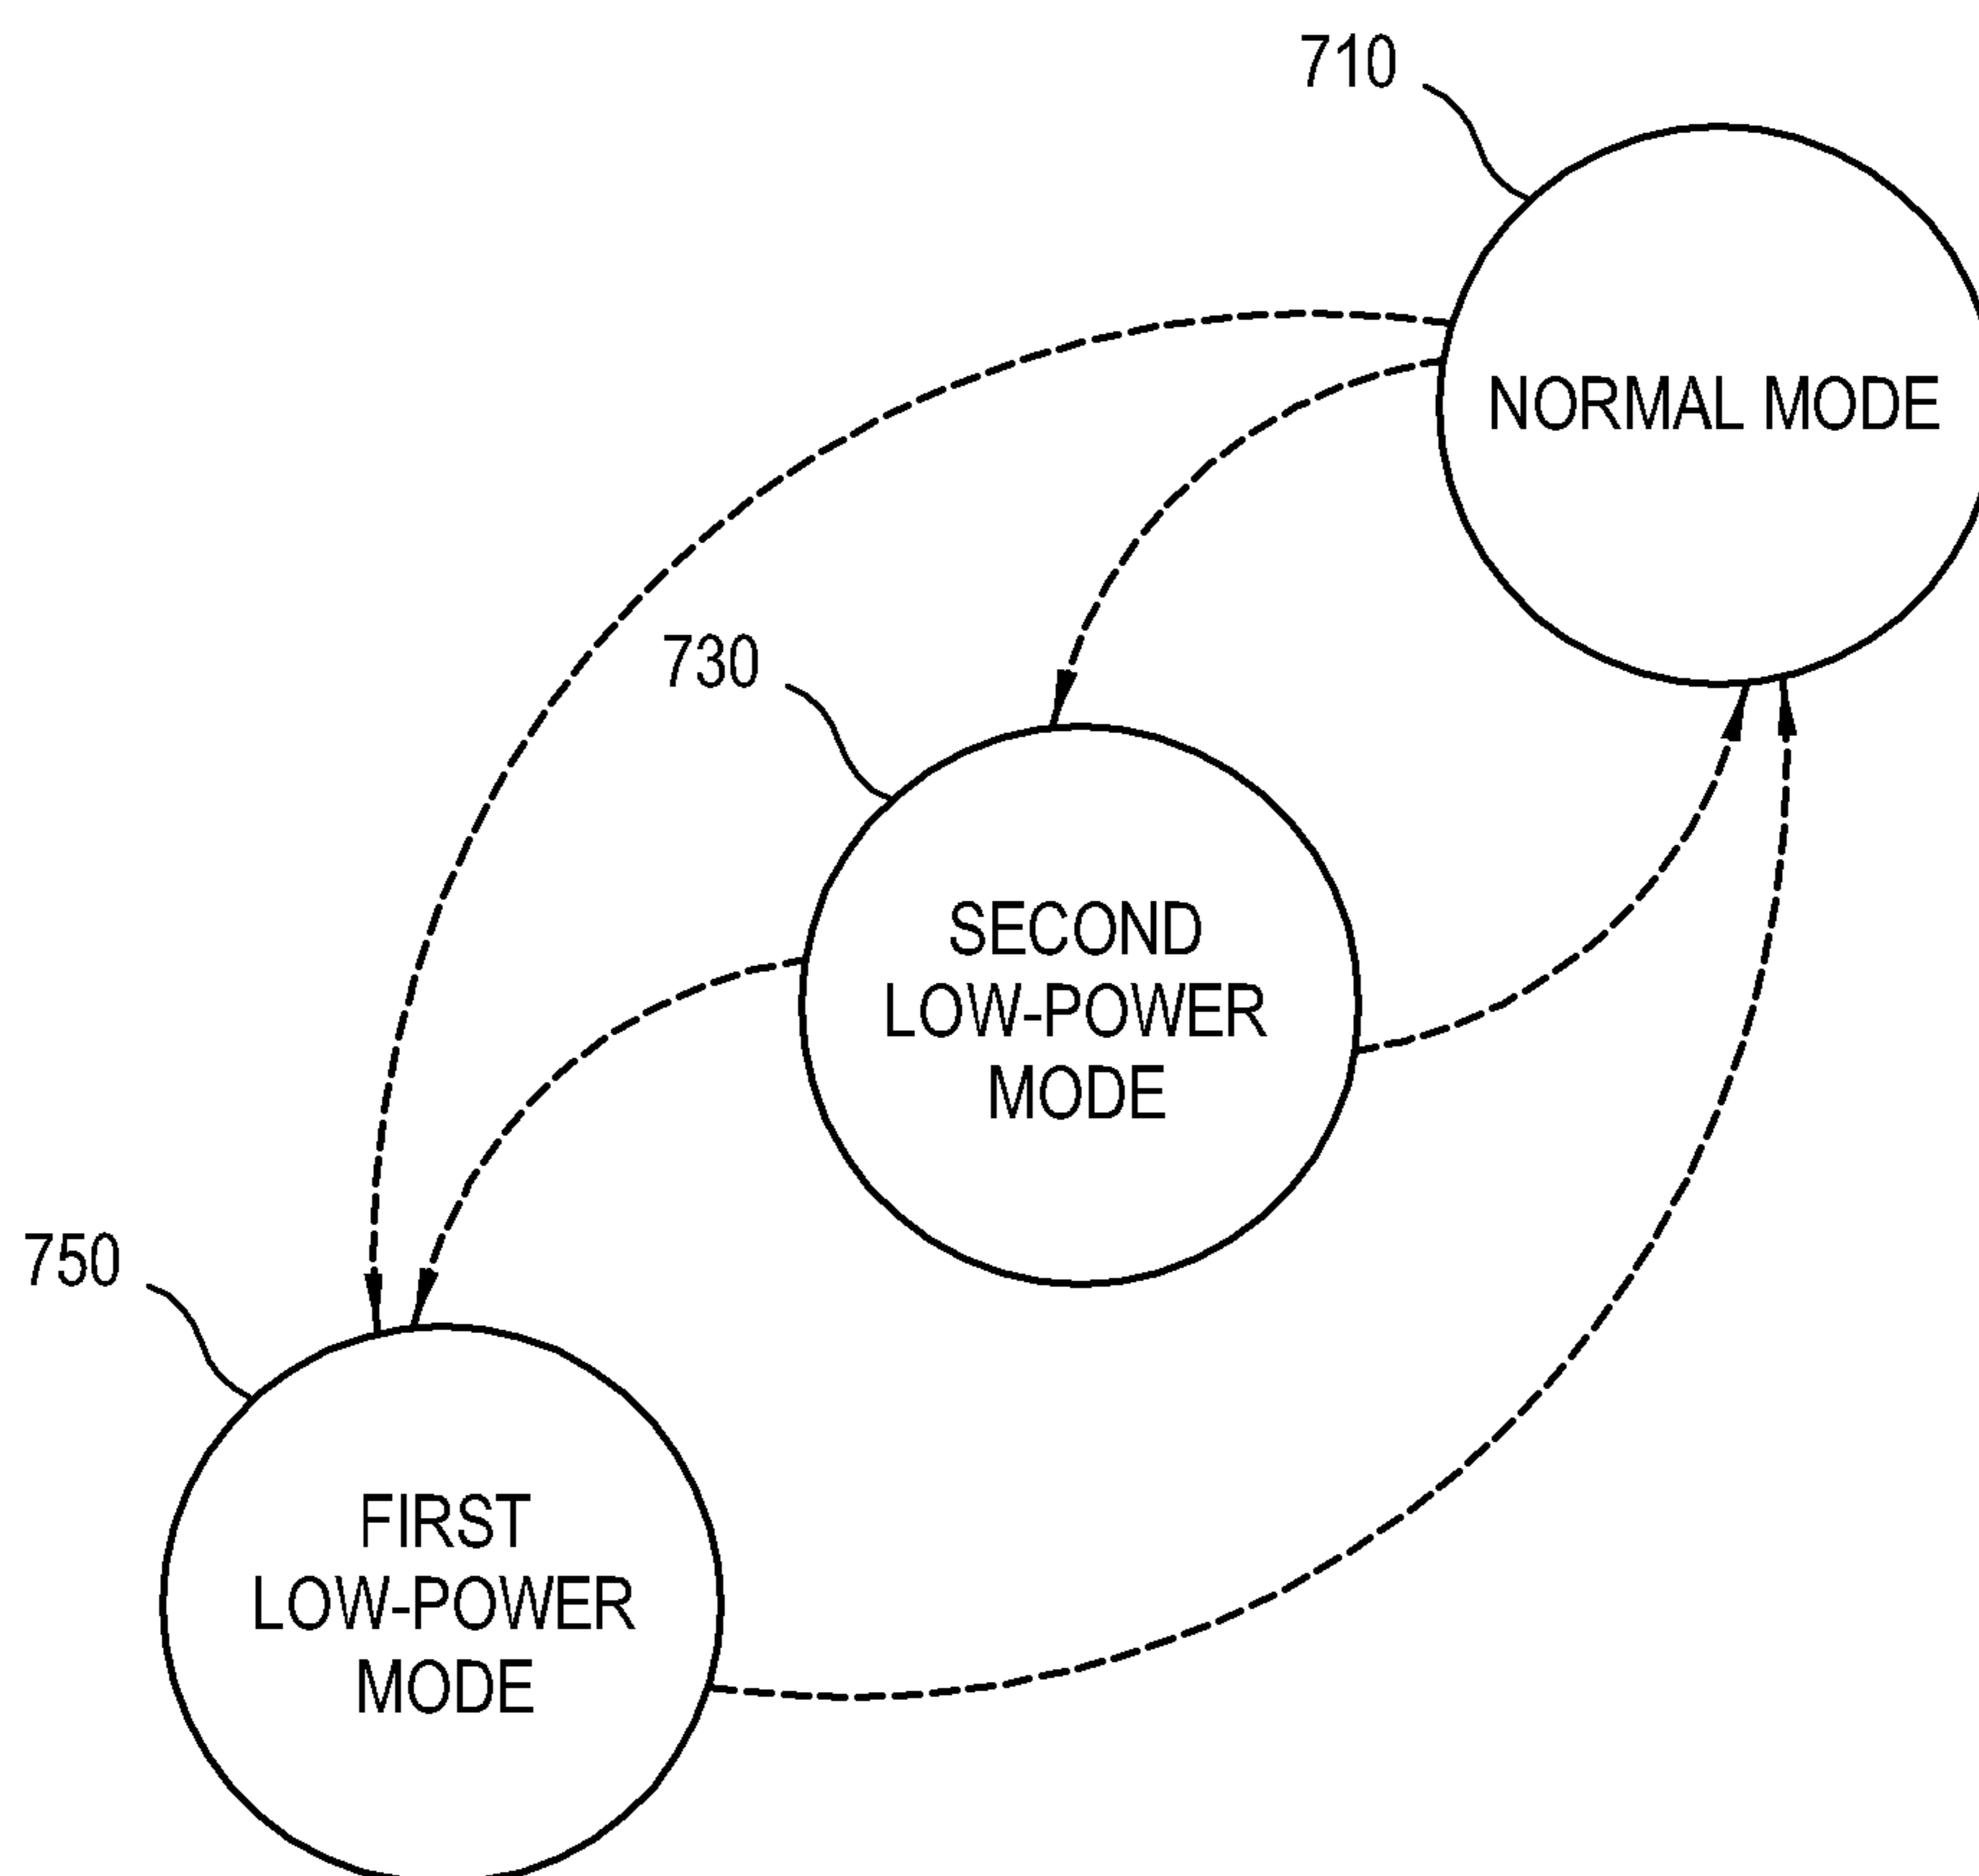 710
NORMAL MODE
730
SECOND
LOW-POWER
MODE
750
FIRST
LOW-POWER
MODE